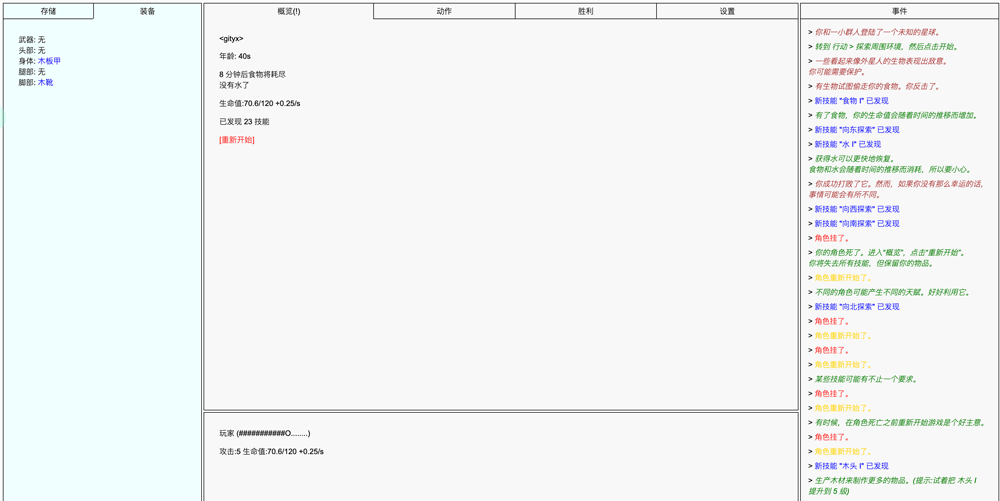 存储
装备
武器: 无
头部: 无
身体: 木板甲
腿部: 无
脚部: 木靴
概览(!)
动作
胜利
设置
<gityx>
年龄: 40s
8 分钟后食物将耗尽
没有水了
生命值:70.6/120 +0.25/s
已发现 23 技能
[重新开始]
玩家 (###########O........)
攻击:5 生命值:70.6/120 +0.25/s
事件
> 你和一小群人登陆了一个未知的星球。
> 转到 行动 > 探索周围环境，然后点击开始。
> 一些看起来像外星人的生物表现出敌意。
你可能需要保护。
> 有生物试图偷走你的食物。你反击了。
> 新技能 "食物 I" 已发现
> 有了食物，你的生命值会随着时间的推移而增加。
> 新技能 "向东探索" 已发现
> 新技能 "水 I" 已发现
> 获得水可以更快地恢复。
食物和水会随着时间的推移而消耗，所以要小心。
> 你成功打败了它。然而，如果你没有那么幸运的话，
事情可能会有所不同。
> 新技能 "向西探索" 已发现
> 新技能 "向南探索" 已发现
> 角色挂了。
> 你的角色死了。进入"概览"，点击"重新开始"。
你将失去所有技能，但保留你的物品。
> 角色重新开始了。
> 不同的角色可能产生不同的天赋。好好利用它。
> 新技能 "向北探索" 已发现
> 角色挂了。
> 角色重新开始了。
> 角色挂了。
> 角色重新开始了。
> 某些技能可能有不止一个要求。
> 角色挂了。
> 角色重新开始了。
> 有时候，在角色死亡之前重新开始游戏是个好主意。
> 角色挂了。
> 角色重新开始了。
> 新技能 "木头 I" 已发现
> 生产木材来制作更多的物品。(提示:试着把 木头 I
提升到 5 级)